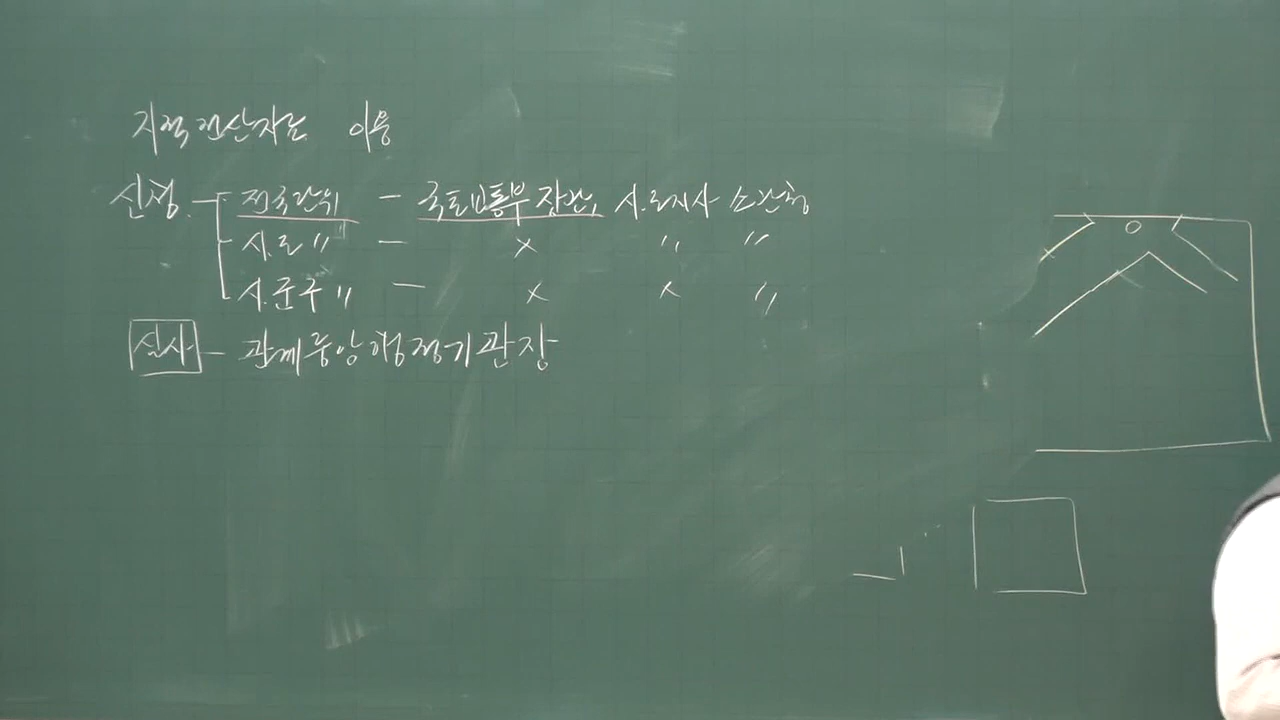 지적전산자료 이용
신청 - 전국단위 - 국토교통부장관, 시.도지사 소관청
시.도 〃 - × 〃 〃
시.군.구 〃 - × × 〃
심사 - 관계중앙행정기관장